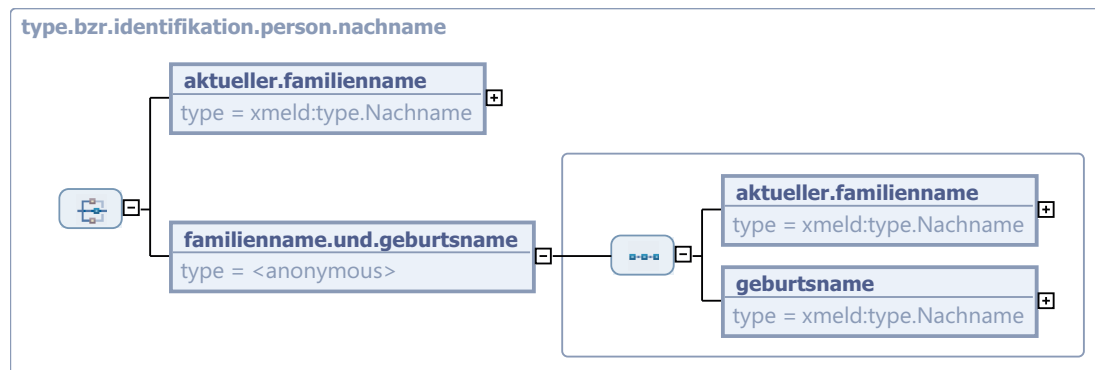 type.bzr.identifikation.person.nachname
aktueller.familienname
type = xmeld:type.Nachname
familienname.und.geburtsname
type = <anonymous>
aktueller.familienname
type = xmeld:type.Nachname
geburtsname
type = xmeld:type.Nachname